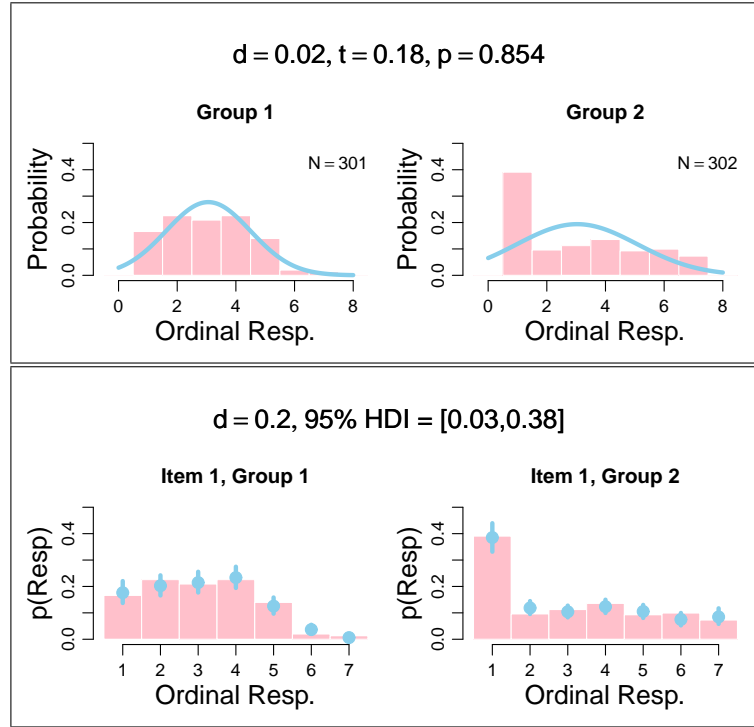 d = 0.02, t = 0.18, p = 0.854
Group 1
Probability
0.0 0.2 0.4
N = 301
0 2 4 6 8
Ordinal Resp.
Group 2
Probability
0.0 0.2 0.4
N = 302
0 2 4 6 8
Ordinal Resp.
d = 0.2, 95% HDI = [0.03,0.38]
Item 1, Group 1
p(Resp)
0.0 0.2 0.4
1 2 3 4 5 6 7
Ordinal Resp.
Item 1, Group 2
p(Resp)
0.0 0.2 0.4
1 2 3 4 5 6 7
Ordinal Resp.